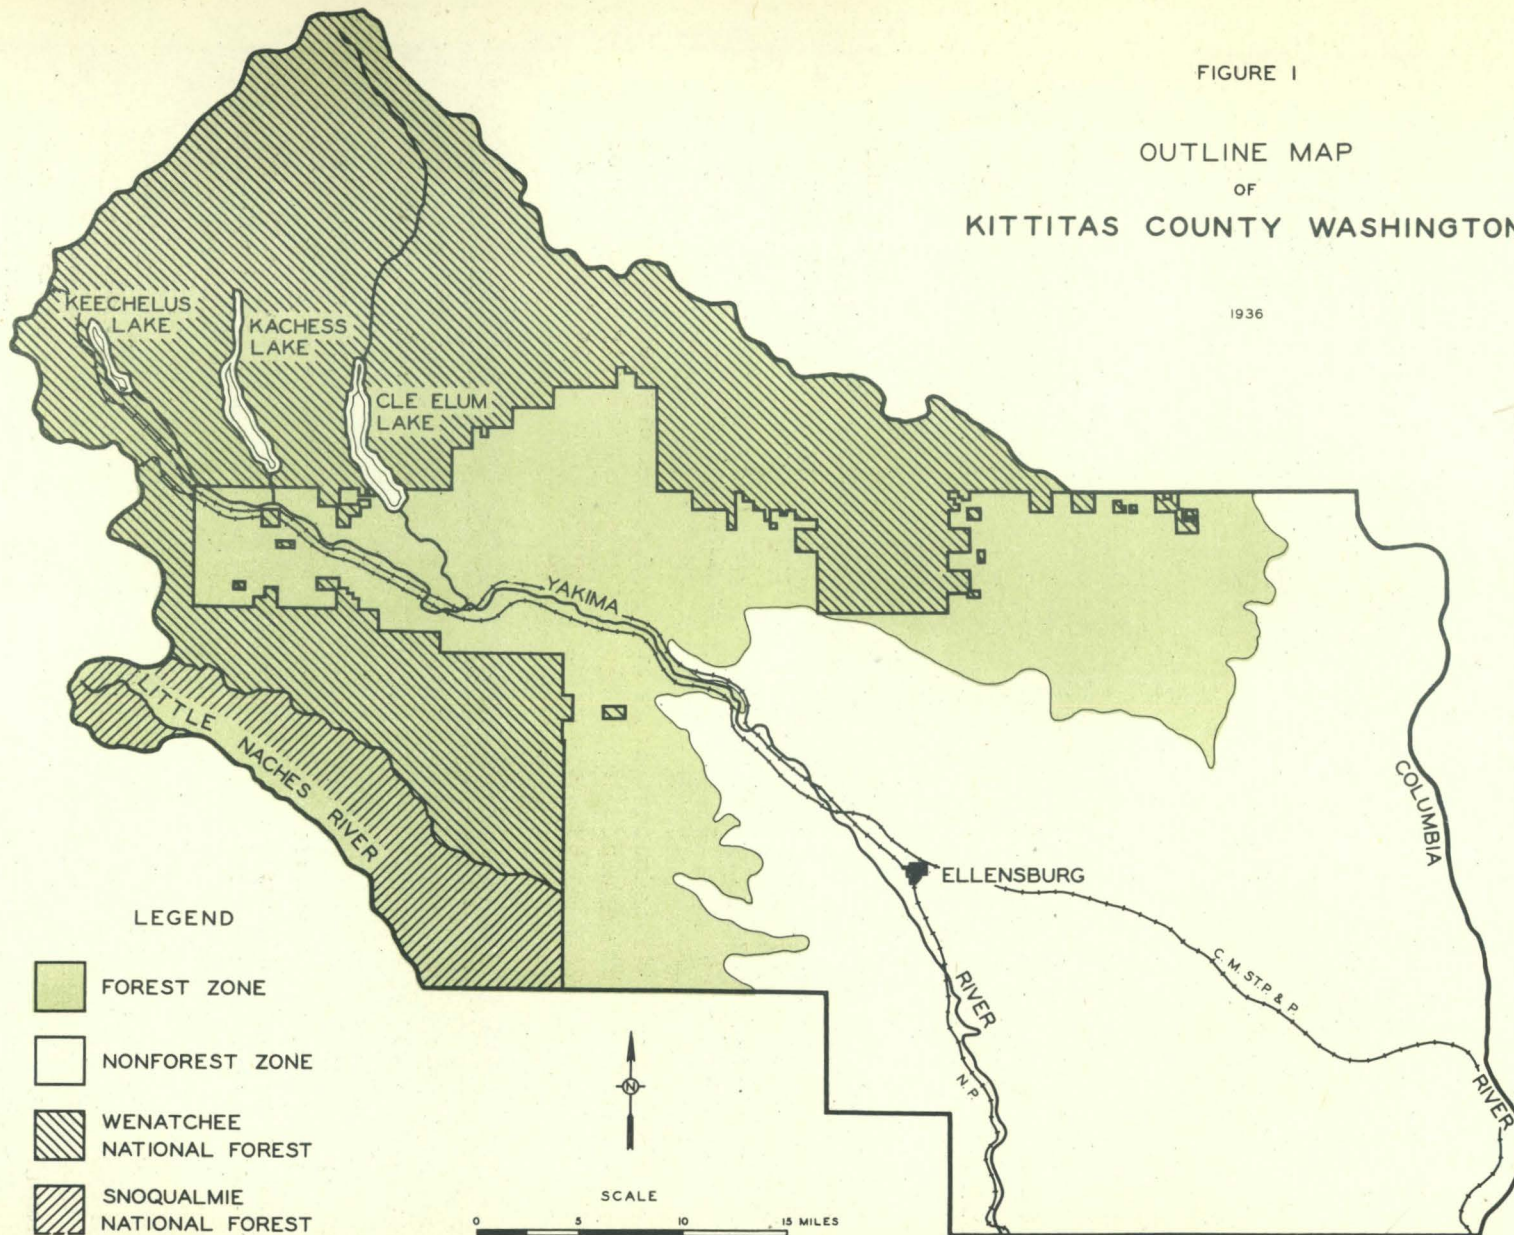 FIGURE 1
OUTLINE MAP
OF
KITTITAS COUNTY WASHINGTON
1936
KEECHELUS
LAKE
KACHESS
LAKE
CLE ELUM
LAKE
YAKIMA
LITTLE NACHES RIVER
COLUMBIA
ELLENSBURG
C. M. ST. P. & P.
RIVER
N. P.
RIVER
LEGEND
FOREST ZONE
NONFOREST ZONE
WENATCHEE
NATIONAL FOREST
SNOQUALMIE
NATIONAL FOREST
N
SCALE
0 5 10 15 MILES